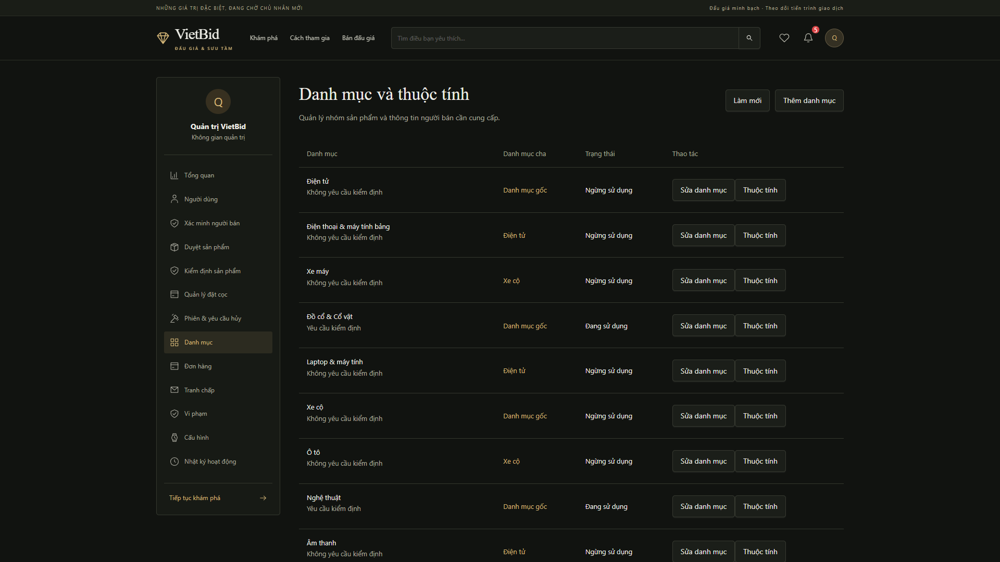 NHỮNG GIÁ TRỊ ĐẶC BIỆT, ĐANG CHỜ CHỦ NHÂN MỚI
Đấu giá minh bạch · Theo dõi tiến trình giao dịch
VietBid
ĐẤU GIÁ & SƯU TẦM
Khám phá
Cách tham gia
Bán đấu giá
Tìm điều bạn yêu thích...
5
Q
Q
Quản trị VietBid
Không gian quản trị
Tổng quan
Người dùng
Xác minh người bán
Duyệt sản phẩm
Kiểm định sản phẩm
Quản lý đặt cọc
Phiên & yêu cầu hủy
Danh mục
Đơn hàng
Tranh chấp
Vi phạm
Cấu hình
Nhật ký hoạt động
Tiếp tục khám phá
Danh mục và thuộc tính
Quản lý nhóm sản phẩm và thông tin người bán cần cung cấp.
Làm mới
Thêm danh mục
Danh mục Danh mục cha Trạng thái Thao tác
Điện tử
Không yêu cầu kiểm định
Danh mục gốc Ngừng sử dụng Sửa danh mục Thuộc tính
Điện thoại & máy tính bảng
Không yêu cầu kiểm định
Điện tử Ngừng sử dụng Sửa danh mục Thuộc tính
Xe máy
Không yêu cầu kiểm định
Xe cộ Ngừng sử dụng Sửa danh mục Thuộc tính
Đồ cổ & Cổ vật
Yêu cầu kiểm định
Danh mục gốc Đang sử dụng Sửa danh mục Thuộc tính
Laptop & máy tính
Không yêu cầu kiểm định
Điện tử Ngừng sử dụng Sửa danh mục Thuộc tính
Xe cộ
Không yêu cầu kiểm định
Danh mục gốc Ngừng sử dụng Sửa danh mục Thuộc tính
Ô tô
Không yêu cầu kiểm định
Xe cộ Ngừng sử dụng Sửa danh mục Thuộc tính
Nghệ thuật
Yêu cầu kiểm định
Danh mục gốc Đang sử dụng Sửa danh mục Thuộc tính
Âm thanh
Không yêu cầu kiểm định
Điện tử Ngừng sử dụng Sửa danh mục Thuộc tính